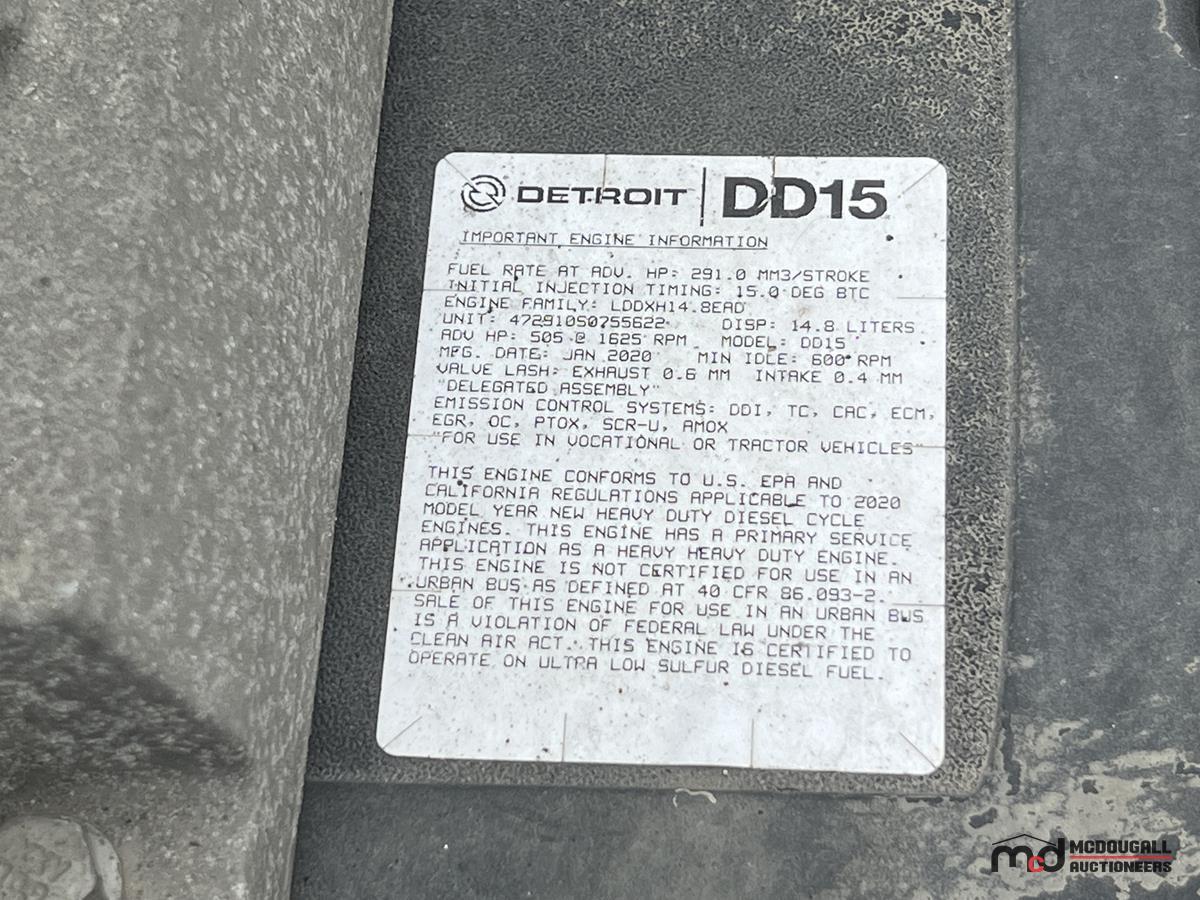 DETROIT | DD15
IMPORTANT ENGINE INFORMATION
FUEL RATE AT ADV. HP: 291.0 MM3/STROKE
INITIAL INJECTION TIMING: 15.0 DEG BTC
ENGINE FAMILY: LDDXH14.8EAD
UNIT: 472910S0755622 DISP: 14.8 LITERS
ADV HP: 505 @ 1625 RPM MODEL: DD15
MFG. DATE: JAN 2020 MIN IDLE: 600 RPM
VALVE LASH: EXHAUST 0.6 MM INTAKE 0.4 MM
"DELEGATED ASSEMBLY"
EMISSION CONTROL SYSTEMS: DDI, TC, CAC, ECM,
EGR, OC, PTOX, SCR-U, AMOX
"FOR USE IN VOCATIONAL OR TRACTOR VEHICLES"
THIS ENGINE CONFORMS TO U.S. EPA AND
CALIFORNIA REGULATIONS APPLICABLE TO 2020
MODEL YEAR NEW HEAVY DUTY DIESEL CYCLE
ENGINES. THIS ENGINE HAS A PRIMARY SERVICE
APPLICATION AS A HEAVY HEAVY DUTY ENGINE.
THIS ENGINE IS NOT CERTIFIED FOR USE IN AN
URBAN BUS AS DEFINED AT 40 CFR 86.093-2.
SALE OF THIS ENGINE FOR USE IN AN URBAN BUS
IS A VIOLATION OF FEDERAL LAW UNDER THE
CLEAN AIR ACT. THIS ENGINE IS CERTIFIED TO
OPERATE ON ULTRA LOW SULFUR DIESEL FUEL.
mcd MCDOUGALL
AUCTIONEERS